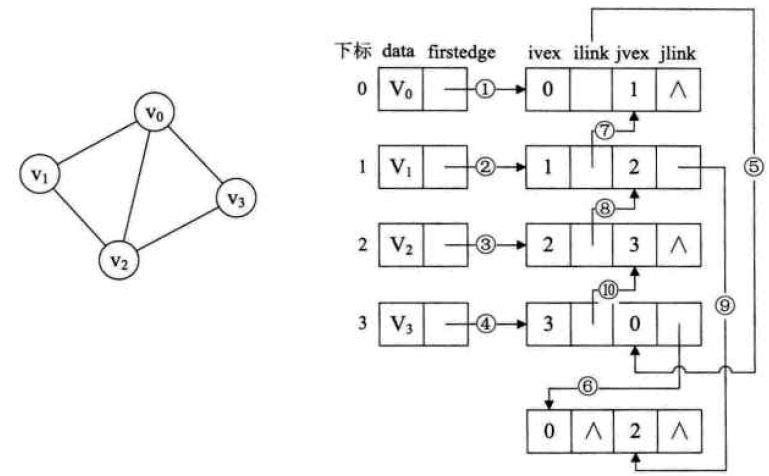 下标 data firstedge ivex ilink jvex jlink
v₀
v₁
v₃
v₂
0 V₀ ① 0 1 ∧
⑦
1 V₁ ② 1 2 ⑤
⑧
2 V₂ ③ 2 3 ∧
⑩ ⑨
3 V₃ ④ 3 0
⑥
0 ∧ 2 ∧